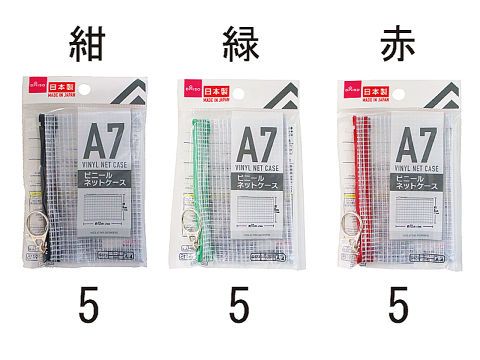 紺 緑 赤
DAISO 日本製 MADE IN JAPAN
A7
VINYL NET CASE
ビニール
ネットケース
DAISO 日本製 MADE IN JAPAN
A7
VINYL NET CASE
ビニール
ネットケース
DAISO 日本製 MADE IN JAPAN
A7
VINYL NET CASE
ビニール
ネットケース
5 5 5